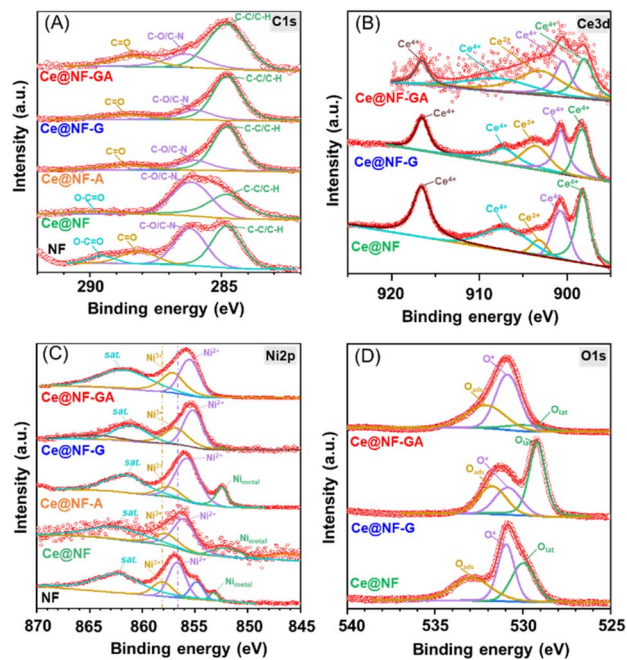 (A)
C1s
C=O
C-O/C-N
C-C/C-H
Ce@NF-GA
C=O
C-O/C-N
C-C/C-H
Ce@NF-G
C=O
C-O/C-N
C-C/C-H
Ce@NF-A
C-O/C-N
C-C/C-H
Ce@NF
O-C=O
O-C=O
C=O
C-O/C-N
C-C/C-H
NF
290
285
Binding energy (eV)
Intensity (a.u.)
(B)
Ce3d
Ce4+
Ce4+
Ce3+
Ce4+
Ce4+
Ce@NF-GA
Ce4+
Ce4+
Ce3+
Ce4+
Ce4+
Ce@NF-G
Ce4+
Ce4+
Ce3+
Ce4+
Ce4+
Ce@NF
920
910
900
Binding energy (eV)
Intensity (a.u.)
(C)
Ni2p
sat.
Ni3+
Ni2+
Ce@NF-GA
sat.
Ni3+
Ni2+
Ce@NF-G
sat.
Ni3+
Ni2+
Nimetal
Ce@NF-A
sat.
Ni3+
Ni2+
Nimetal
Ce@NF
sat.
Ni3+
Ni2+
Nimetal
NF
870
865
860
855
850
845
Binding energy (eV)
Intensity (a.u.)
(D)
O1s
O*
Oads
Olat
Ce@NF-GA
Olat
O*
Oads
Ce@NF-G
O*
Olat
Oads
Ce@NF
540
535
530
525
Binding energy (eV)
Intensity (a.u.)